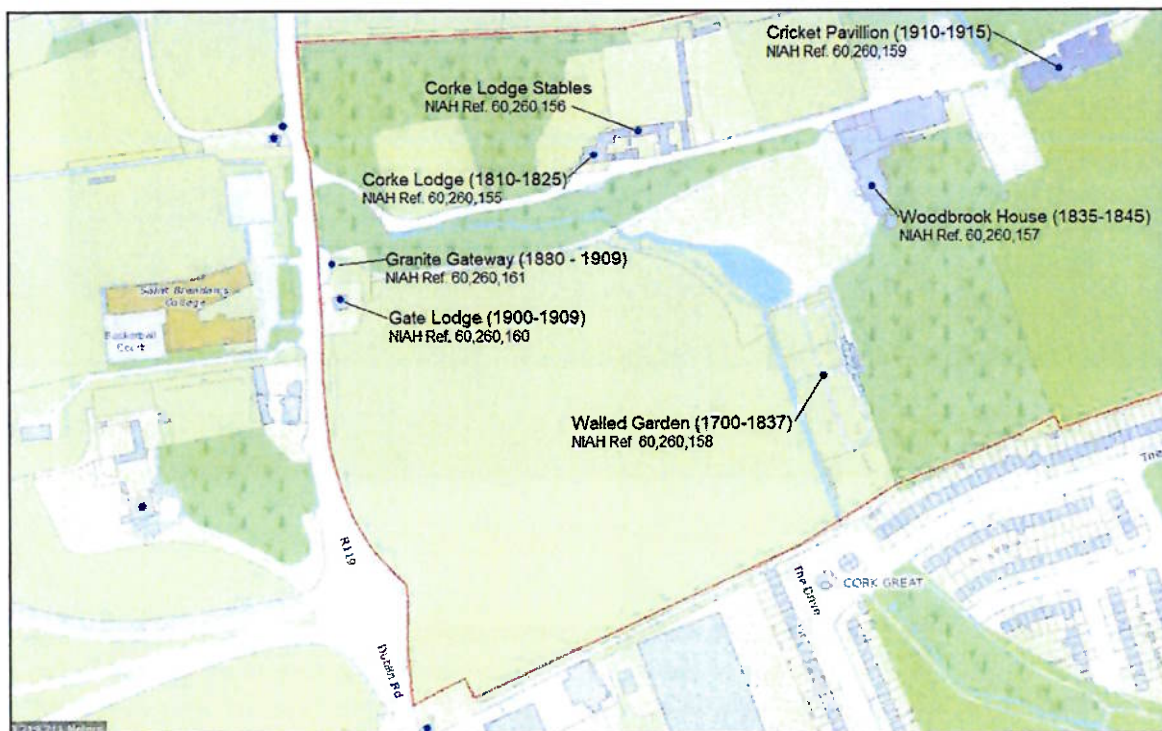 Cricket Pavillion (1910-1915)
NIAH Ref. 60,260,159
Corke Lodge Stables
NIAH Ref. 60,260,156
Corke Lodge (1810-1825)
NIAH Ref. 60,260,155
Woodbrook House (1835-1845)
NIAH Ref. 60,260,157
Granite Gateway (1880 - 1909)
NIAH Ref. 60,260,161
Saint Brendan's
College
Basketball
Court
Gate Lodge (1900-1909)
NIAH Ref. 60,260,160
Walled Garden (1700-1837)
NIAH Ref 60,260,158
The
R119
The Drive
CORK GREAT
Dublin Rd